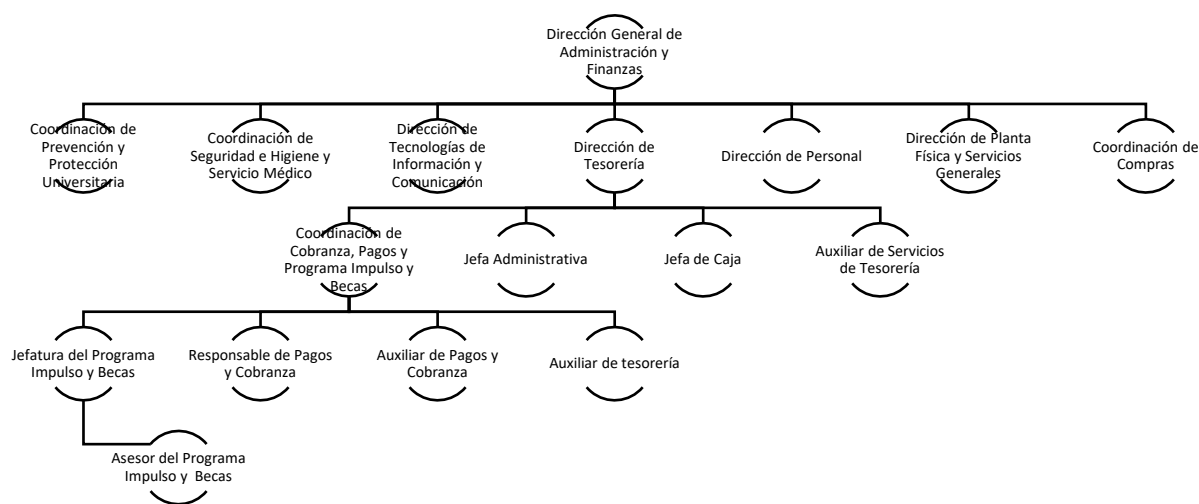 Dirección General de
Administración y
Finanzas
Coordinación de
Prevención y
Protección
Universitaria
Coordinación de
Seguridad e Higiene y
Servicio Médico
Dirección de
Tecnologías de
Información y
Comunicación
Dirección de
Tesorería
Dirección de Personal
Dirección de Planta
Física y Servicios
Generales
Coordinación de
Compras
Coordinación de
Cobranza, Pagos y
Programa Impulso y
Becas
Jefa Administrativa
Jefa de Caja
Auxiliar de Servicios
de Tesorería
Jefatura del Programa
Impulso y Becas
Responsable de Pagos
y Cobranza
Auxiliar de Pagos y
Cobranza
Auxiliar de tesorería
Asesor del Programa
Impulso y Becas